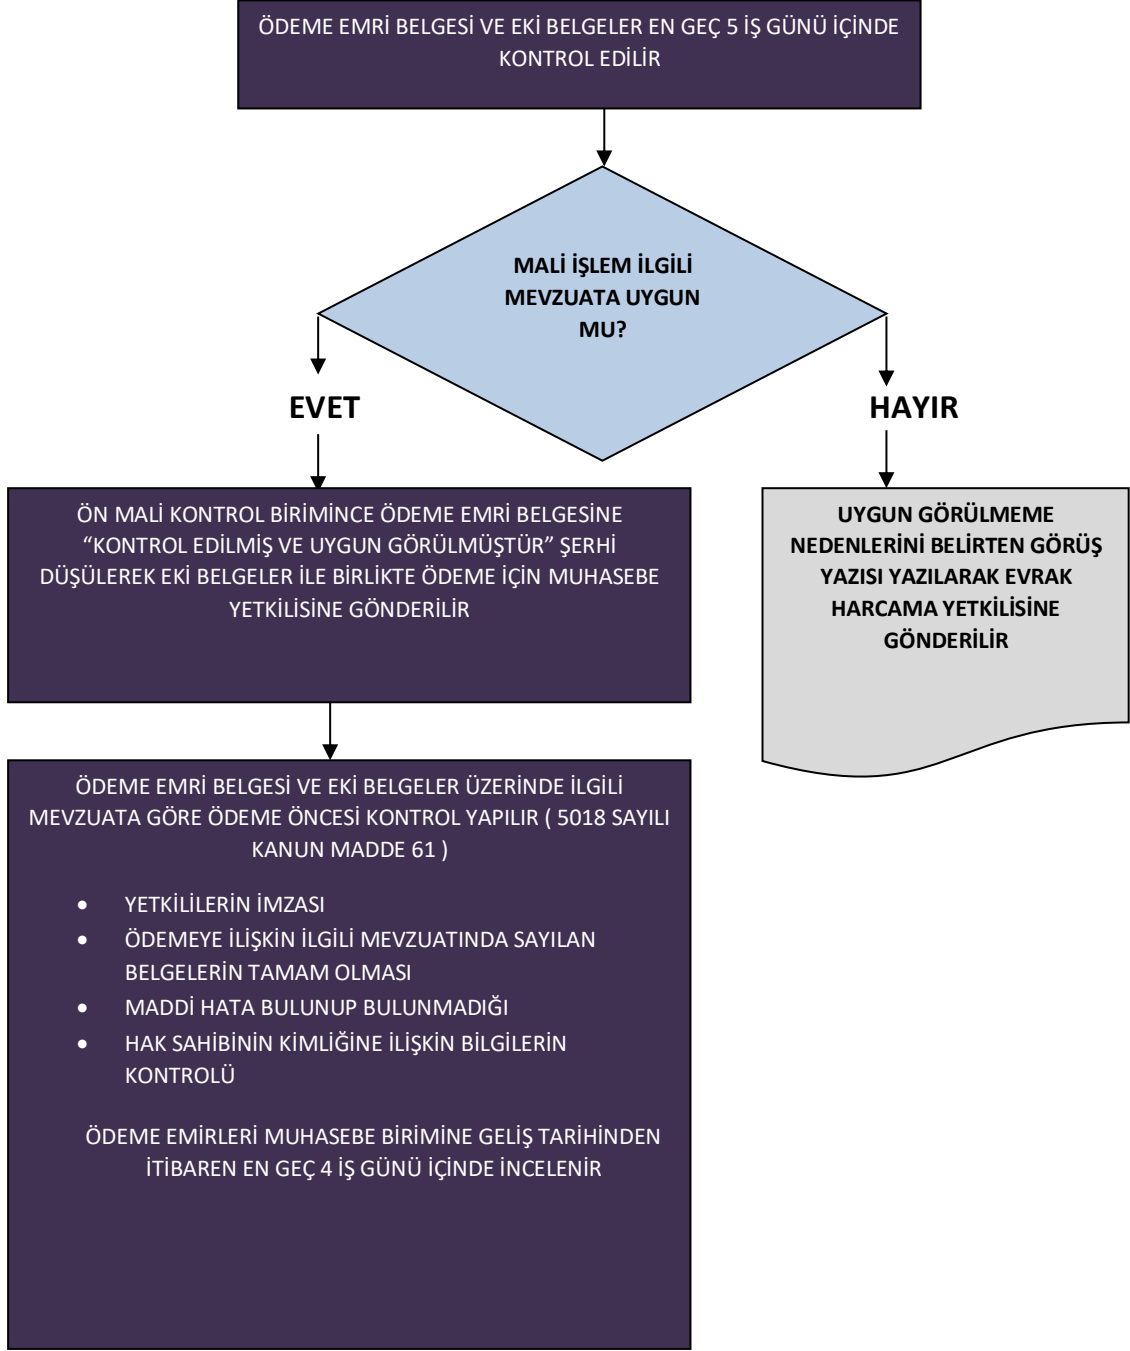 ÖDEME EMRİ BELGESİ VE EKİ BELGELER EN GEÇ 5 İŞ GÜNÜ İÇİNDE
KONTROL EDİLİR
MALİ İŞLEM İLGİLİ
MEVZUATA UYGUN
MU?
EVET
HAYIR
ÖN MALİ KONTROL BİRİMİNCE ÖDEME EMRİ BELGESİNE
“KONTROL EDİLMİŞ VE UYGUN GÖRÜLMÜŞTÜR” ŞERHİ
DÜŞÜLEREK EKİ BELGELER İLE BİRLİKTE ÖDEME İÇİN MUHASEBE
YETKİLİSİNE GÖNDERİLİR
UYGUN GÖRÜLMEME
NEDENLERİNİ BELİRTEN GÖRÜŞ
YAZISI YAZILARAK EVRAK
HARCAMA YETKİLİSİNE
GÖNDERİLİR
ÖDEME EMRİ BELGESİ VE EKİ BELGELER ÜZERİNDE İLGİLİ
MEVZUATA GÖRE ÖDEME ÖNCESİ KONTROL YAPILIR ( 5018 SAYILI
KANUN MADDE 61 )
• YETKİLİLERİN İMZASI
• ÖDEMEYE İLİŞKİN İLGİLİ MEVZUATINDA SAYILAN
BELGELERİN TAMAM OLMASI
• MADDİ HATA BULUNUP BULUNMADIĞI
• HAK SAHİBİNİN KİMLİĞİNE İLİŞKİN BİLGİLERİN
KONTROLÜ
ÖDEME EMİRLERİ MUHASEBE BİRİMİNE GELİŞ TARİHİNDEN
İTİBAREN EN GEÇ 4 İŞ GÜNÜ İÇİNDE İNCELENİR